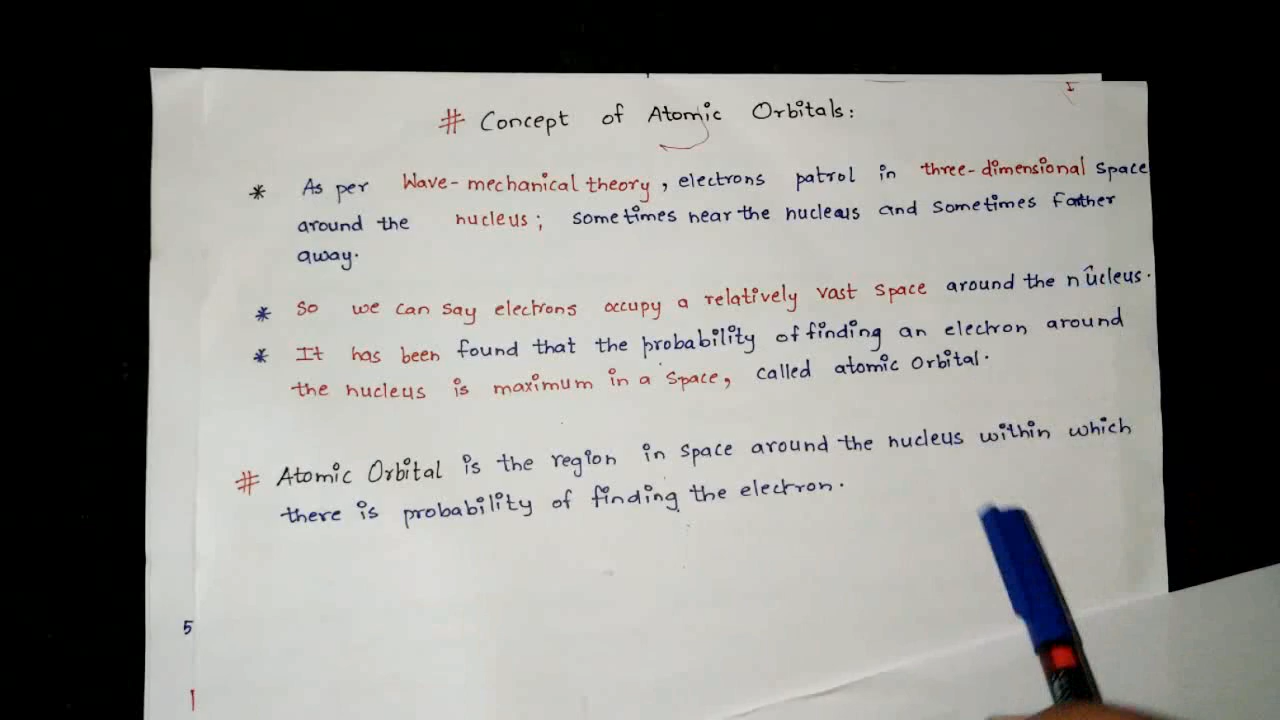 # Concept of Atomic Orbitals:
* As per Wave-mechanical theory, electrons patrol in three-dimensional space
around the nucleus; sometimes near the nucleus and sometimes farther
away.
* So we can say electrons occupy a relatively vast space around the nucleus.
* It has been found that the probability of finding an electron around
the nucleus is maximum in a space, called atomic orbital.
# Atomic Orbital is the region in space around the nucleus within which
there is probability of finding the electron.
5